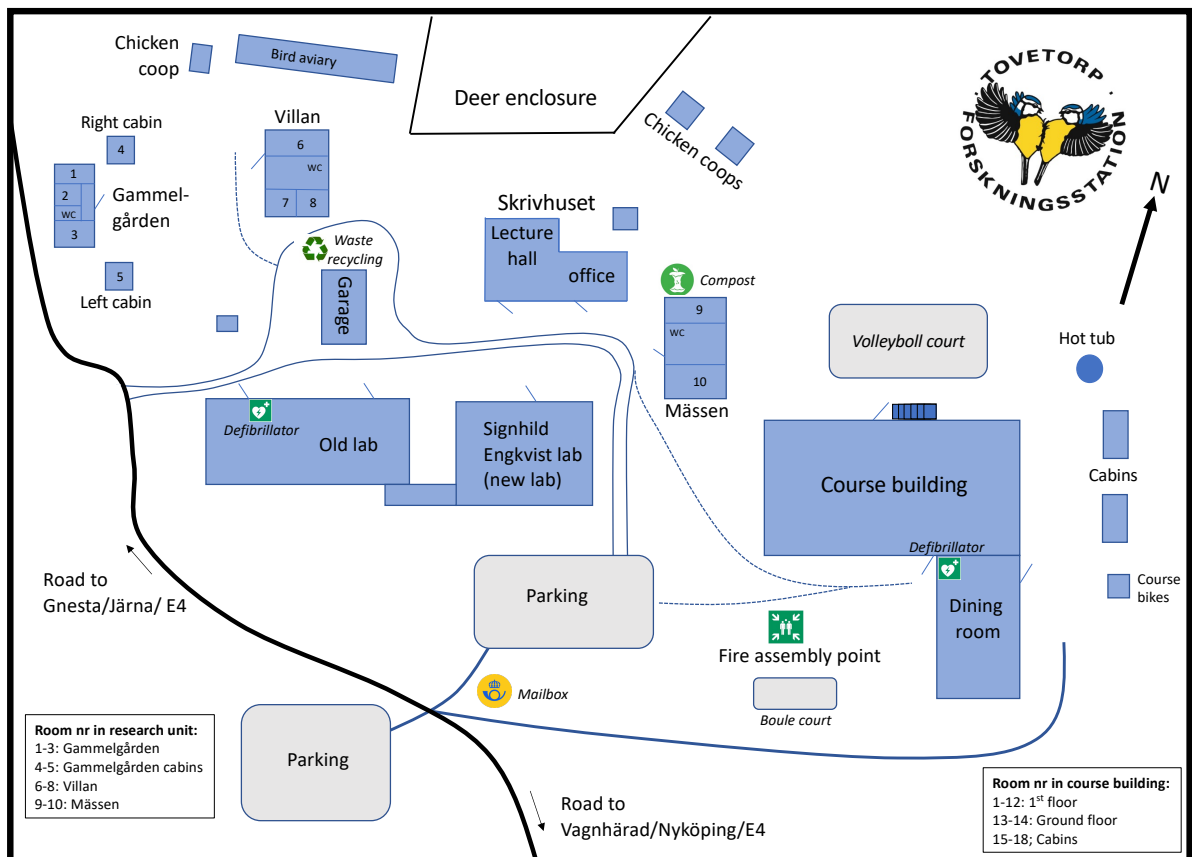 Chicken
coop
Bird aviary
Deer enclosure
TOVETORP
FORSKNINGSSTATION
N
Right cabin
4
Villan
6
WC
7
8
Chicken coops
1
2
WC
3
Gammel-
gården
5
Left cabin
Waste
recycling
Garage
Skrivhuset
Lecture
hall
office
Compost
9
WC
10
Mässen
Volleyboll court
Hot tub
Defibrillator
Old lab
Signhild
Engkvist lab
(new lab)
Course building
Cabins
Defibrillator
Dining
room
Course
bikes
Road to
Gnesta/Järna/ E4
Parking
Fire assembly point
Mailbox
Boule court
Parking
Room nr in research unit:
1-3: Gammelgården
4-5: Gammelgården cabins
6-8: Villan
9-10: Mässen
Road to
Vagnhärad/Nyköping/E4
Room nr in course building:
1-12: 1st floor
13-14: Ground floor
15-18; Cabins